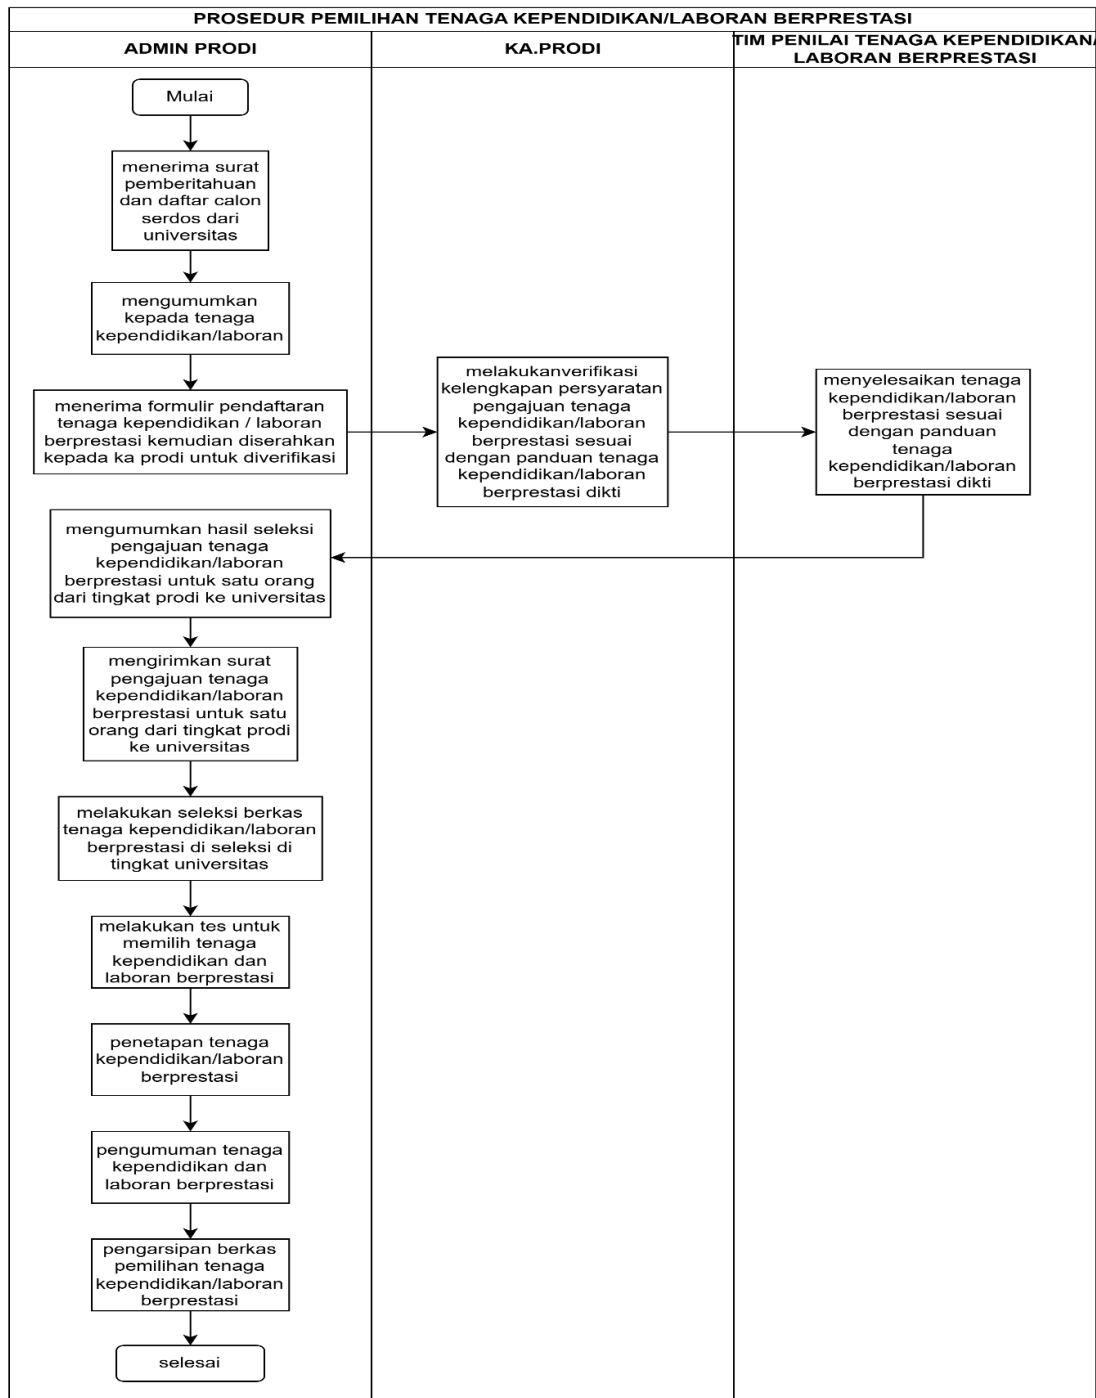 PROSEDUR PEMILIHAN TENAGA KEPENDIDIKAN/LABORAN BERPRESTASI
ADMIN PRODI
KA.PRODI
TIM PENILAI TENAGA KEPENDIDIKAN/
LABORAN BERPRESTASI
Mulai
menerima surat
pemberitahuan
dan daftar calon
serdos dari
universitas
mengumumkan
kepada tenaga
kependidikan/laboran
menerima formulir pendaftaran
tenaga kependidikan / laboran
berprestasi kemudian diserahkan
kepada ka prodi untuk diverifikasi
melakukanverifikasi
kelengkapan persyaratan
pengajuan tenaga
kependidikan/laboran
berprestasi sesuai
dengan panduan tenaga
kependidikan/laboran
berprestasi dikti
menyelesaikan tenaga
kependidikan/laboran
berprestasi sesuai
dengan panduan
tenaga
kependidikan/laboran
berprestasi dikti
mengumumkan hasil seleksi
pengajuan tenaga
kependidikan/laboran
berprestasi untuk satu orang
dari tingkat prodi ke universitas
mengirimkan surat
pengajuan tenaga
kependidikan/laboran
berprestasi untuk satu
orang dari tingkat prodi
ke universitas
melakukan seleksi berkas
tenaga kependidikan/laboran
berprestasi di seleksi di
tingkat universitas
melakukan tes untuk
memilih tenaga
kependidikan dan
laboran berprestasi
penetapan tenaga
kependidikan/laboran
berprestasi
pengumuman tenaga
kependidikan dan
laboran berprestasi
pengarsipan berkas
pemilihan tenaga
kependidikan/laboran
berprestasi
selesai